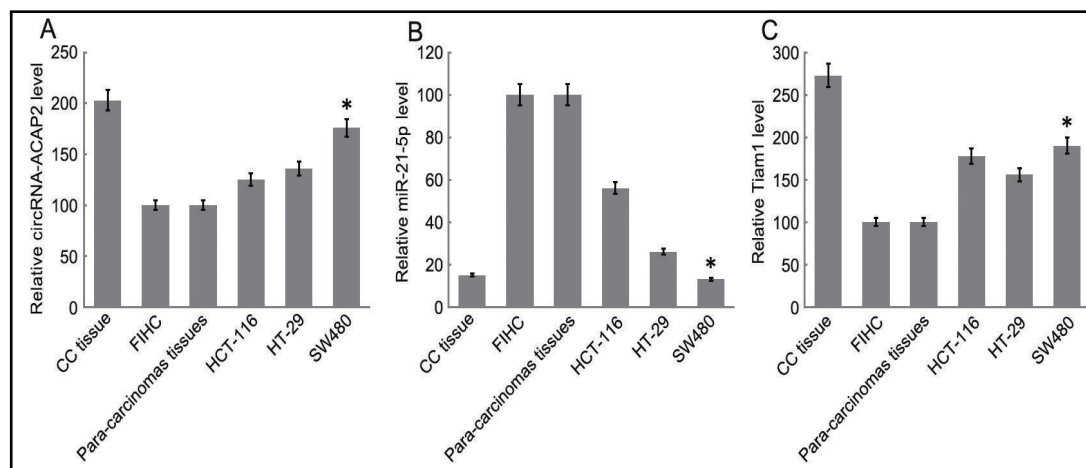 A
Relative circRNA-ACAP2 level
250
200
150
100
50
0
*
CC tissue
FIHC
Para-carcinomas tissues
HCT-116
HT-29
SW480
B
Relative miR-21-5p level
120
100
80
60
40
20
0
*
CC tissue
FIHC
Para-carcinomas tissues
HCT-116
HT-29
SW480
C
Relative Tiam1 level
300
250
200
150
100
50
0
*
CC tissue
FIHC
Para-carcinomas tissues
HCT-116
HT-29
SW480